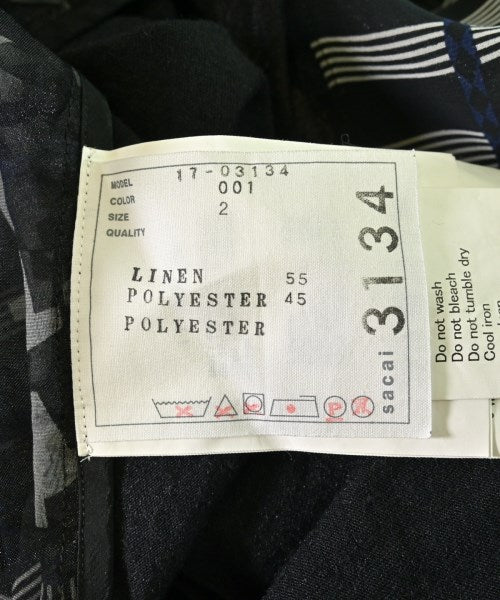 MODEL 17-03134
COLOR 001
SIZE 2
QUALITY
LINEN 55
POLYESTER 45
POLYESTER
sacai 3134
P
Do not wash
Do not bleach
Do not tumble dry
Cool iron